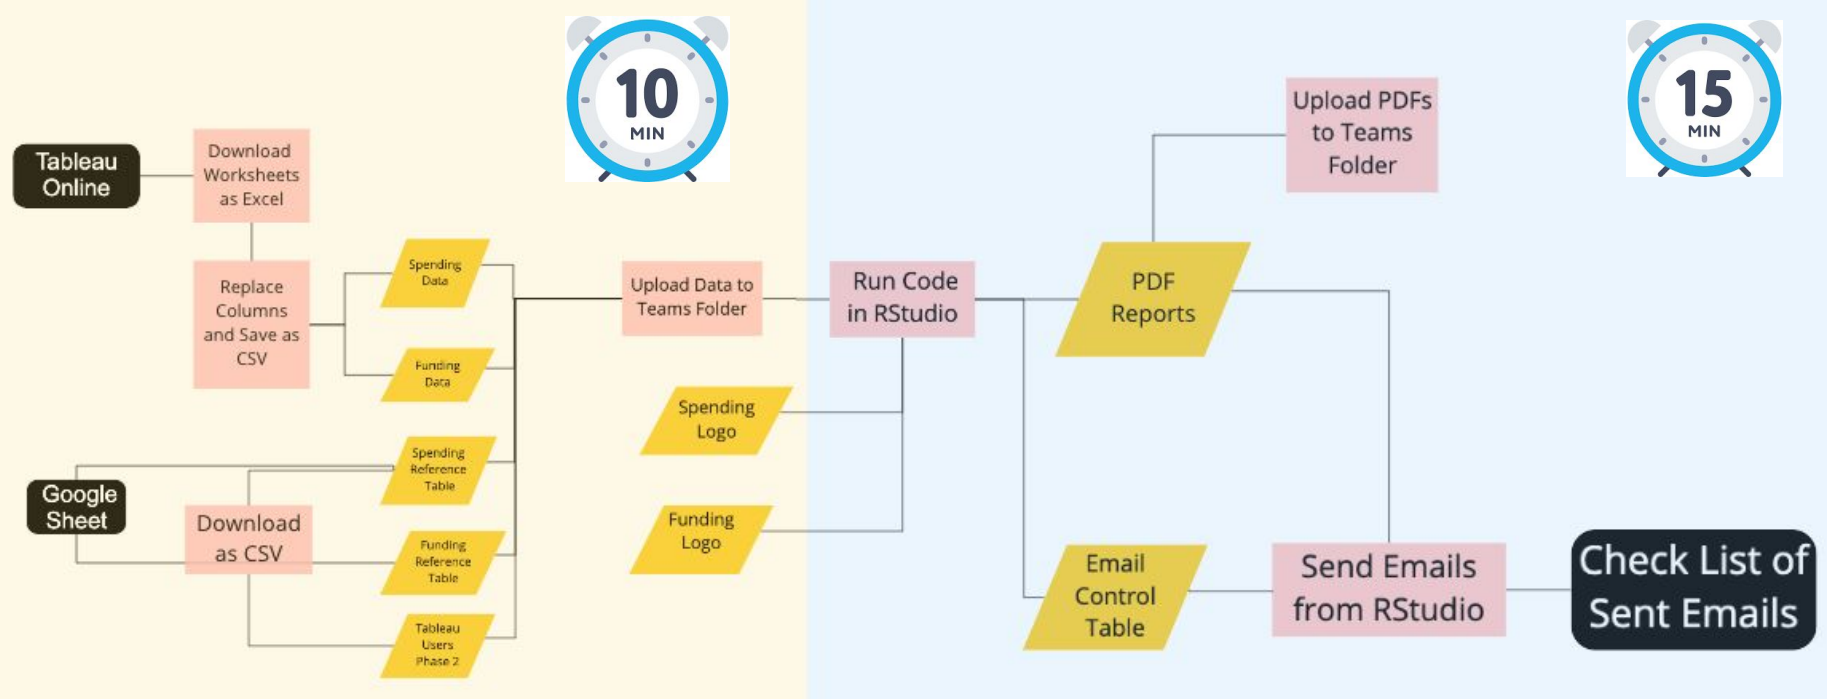 10
MIN
15
MIN
Tableau
Online
Download
Worksheets
as Excel
Replace
Columns
and Save as
CSV
Spending
Data
Funding
Data
Google
Sheet
Download
as CSV
Spending
Reference
Table
Funding
Reference
Table
Tableau
Users
Phase 2
Upload Data to
Teams Folder
Spending
Logo
Funding
Logo
Run Code
in RStudio
PDF
Reports
Upload PDFs
to Teams
Folder
Email
Control
Table
Send Emails
from RStudio
Check List of
Sent Emails